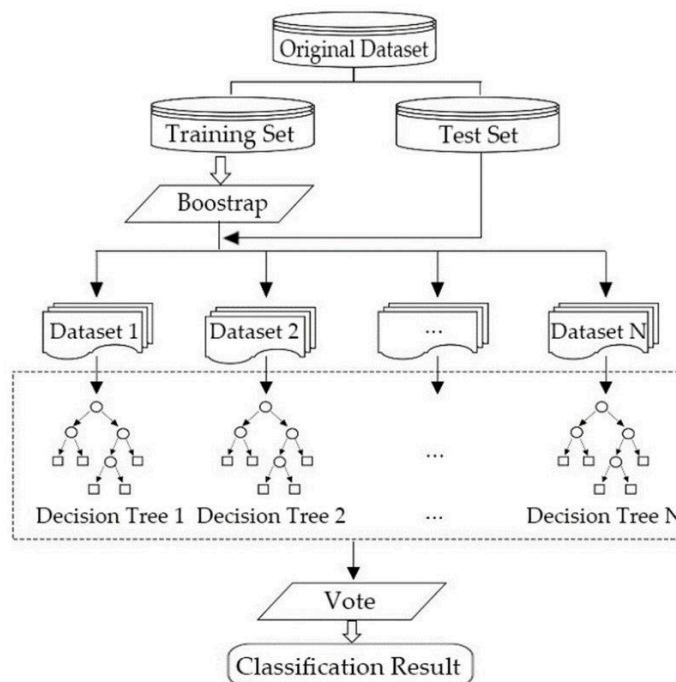 Original Dataset
Training Set
Test Set
Boostrap
Dataset 1
Dataset 2
...
Dataset N
...
Decision Tree 1
Decision Tree 2
...
Decision Tree N
Vote
Classification Result